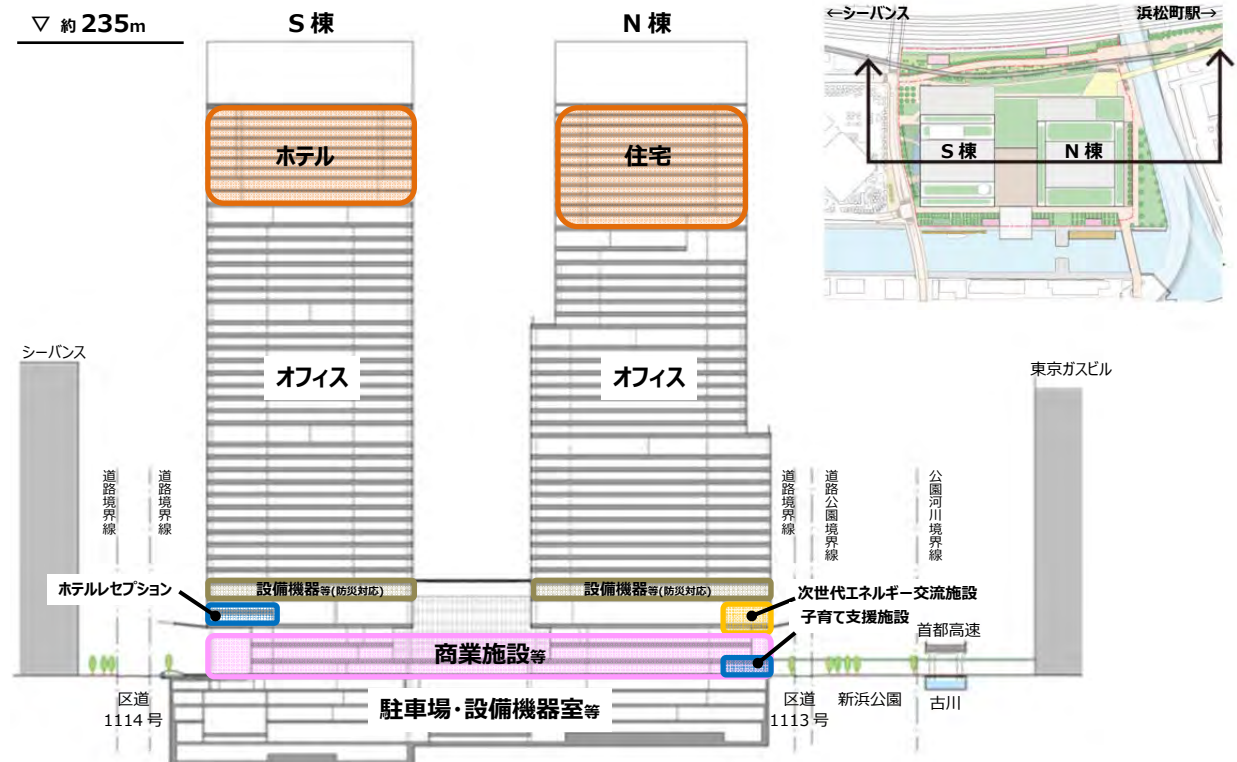 ▽ 約235m
S棟
N棟
←シーバンス
浜松町駅→
S棟
N棟
ホテル
住宅
オフィス
オフィス
シーバンス
東京ガスビル
道路境界線
道路境界線
道路境界線
道路公園境界線
公園河川境界線
ホテルレセプション
設備機器等(防災対応)
設備機器等(防災対応)
次世代エネルギー交流施設
子育て支援施設
首都高速
商業施設等
駐車場・設備機器室等
区道
1114号
区道
1113号
新浜公園
古川